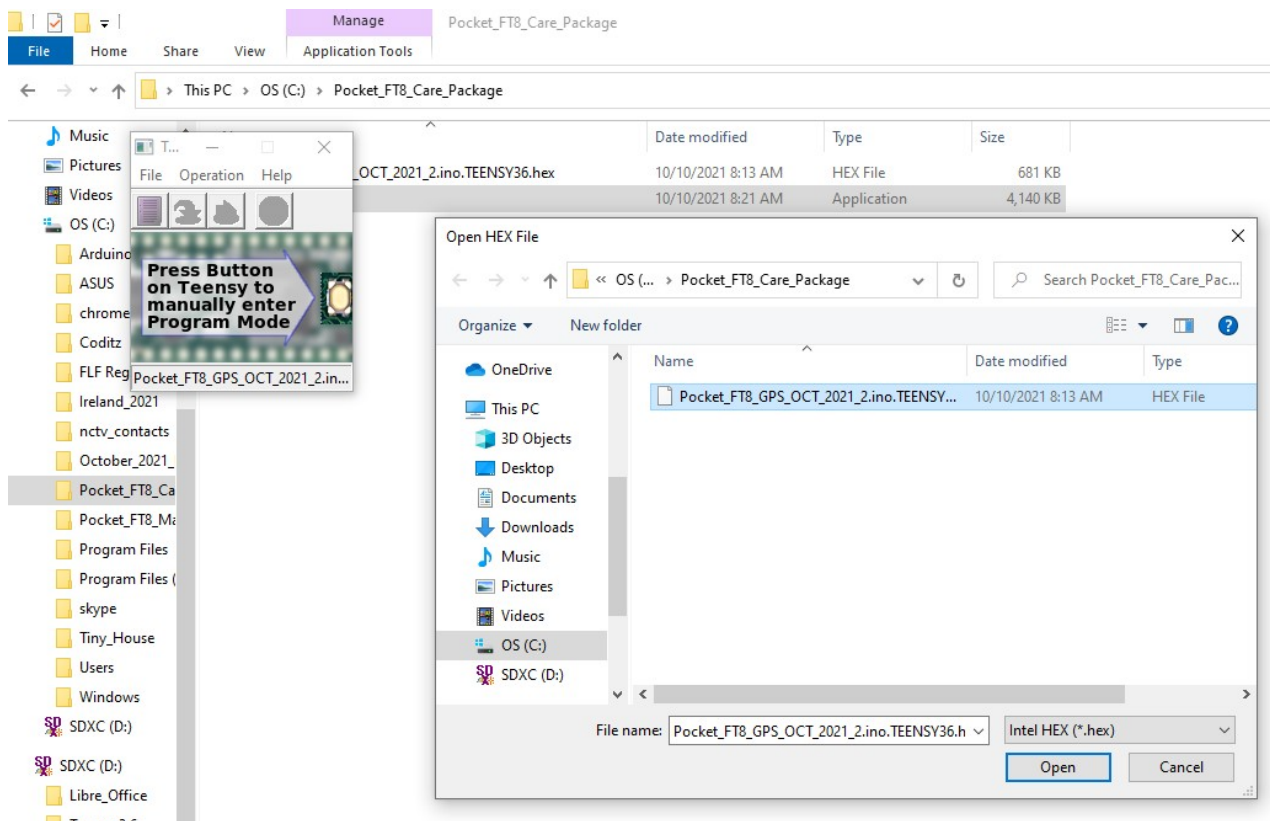 Manage Pocket_FT8_Care_Package
File Home Share View Application Tools
This PC › OS (C:) › Pocket_FT8_Care_Package
Date modified Type Size
_OCT_2021_2.ino.TEENSY36.hex 10/10/2021 8:13 AM HEX File 681 KB
10/10/2021 8:21 AM Application 4,140 KB
Music
Pictures
Videos
OS (C:)
Arduino
ASUS
chrome
Coditz
FLF Reg
Ireland_2021
nctv_contacts
October_2021_
Pocket_FT8_Ca
Pocket_FT8_Ma
Program Files
Program Files (
skype
Tiny_House
Users
Windows
SDXC (D:)
SDXC (D:)
Libre_Office
T...
File Operation Help
Press Button
on Teensy to
manually enter
Program Mode
Pocket_FT8_GPS_OCT_2021_2.in...
Open HEX File
« OS (... › Pocket_FT8_Care_Package
Search Pocket_FT8_Care_Pac...
Organize New folder
Name Date modified Type
Pocket_FT8_GPS_OCT_2021_2.ino.TEENSY... 10/10/2021 8:13 AM HEX File
OneDrive
This PC
3D Objects
Desktop
Documents
Downloads
Music
Pictures
Videos
OS (C:)
SDXC (D:)
File name: Pocket_FT8_GPS_OCT_2021_2.ino.TEENSY36.h Intel HEX (*.hex)
Open Cancel